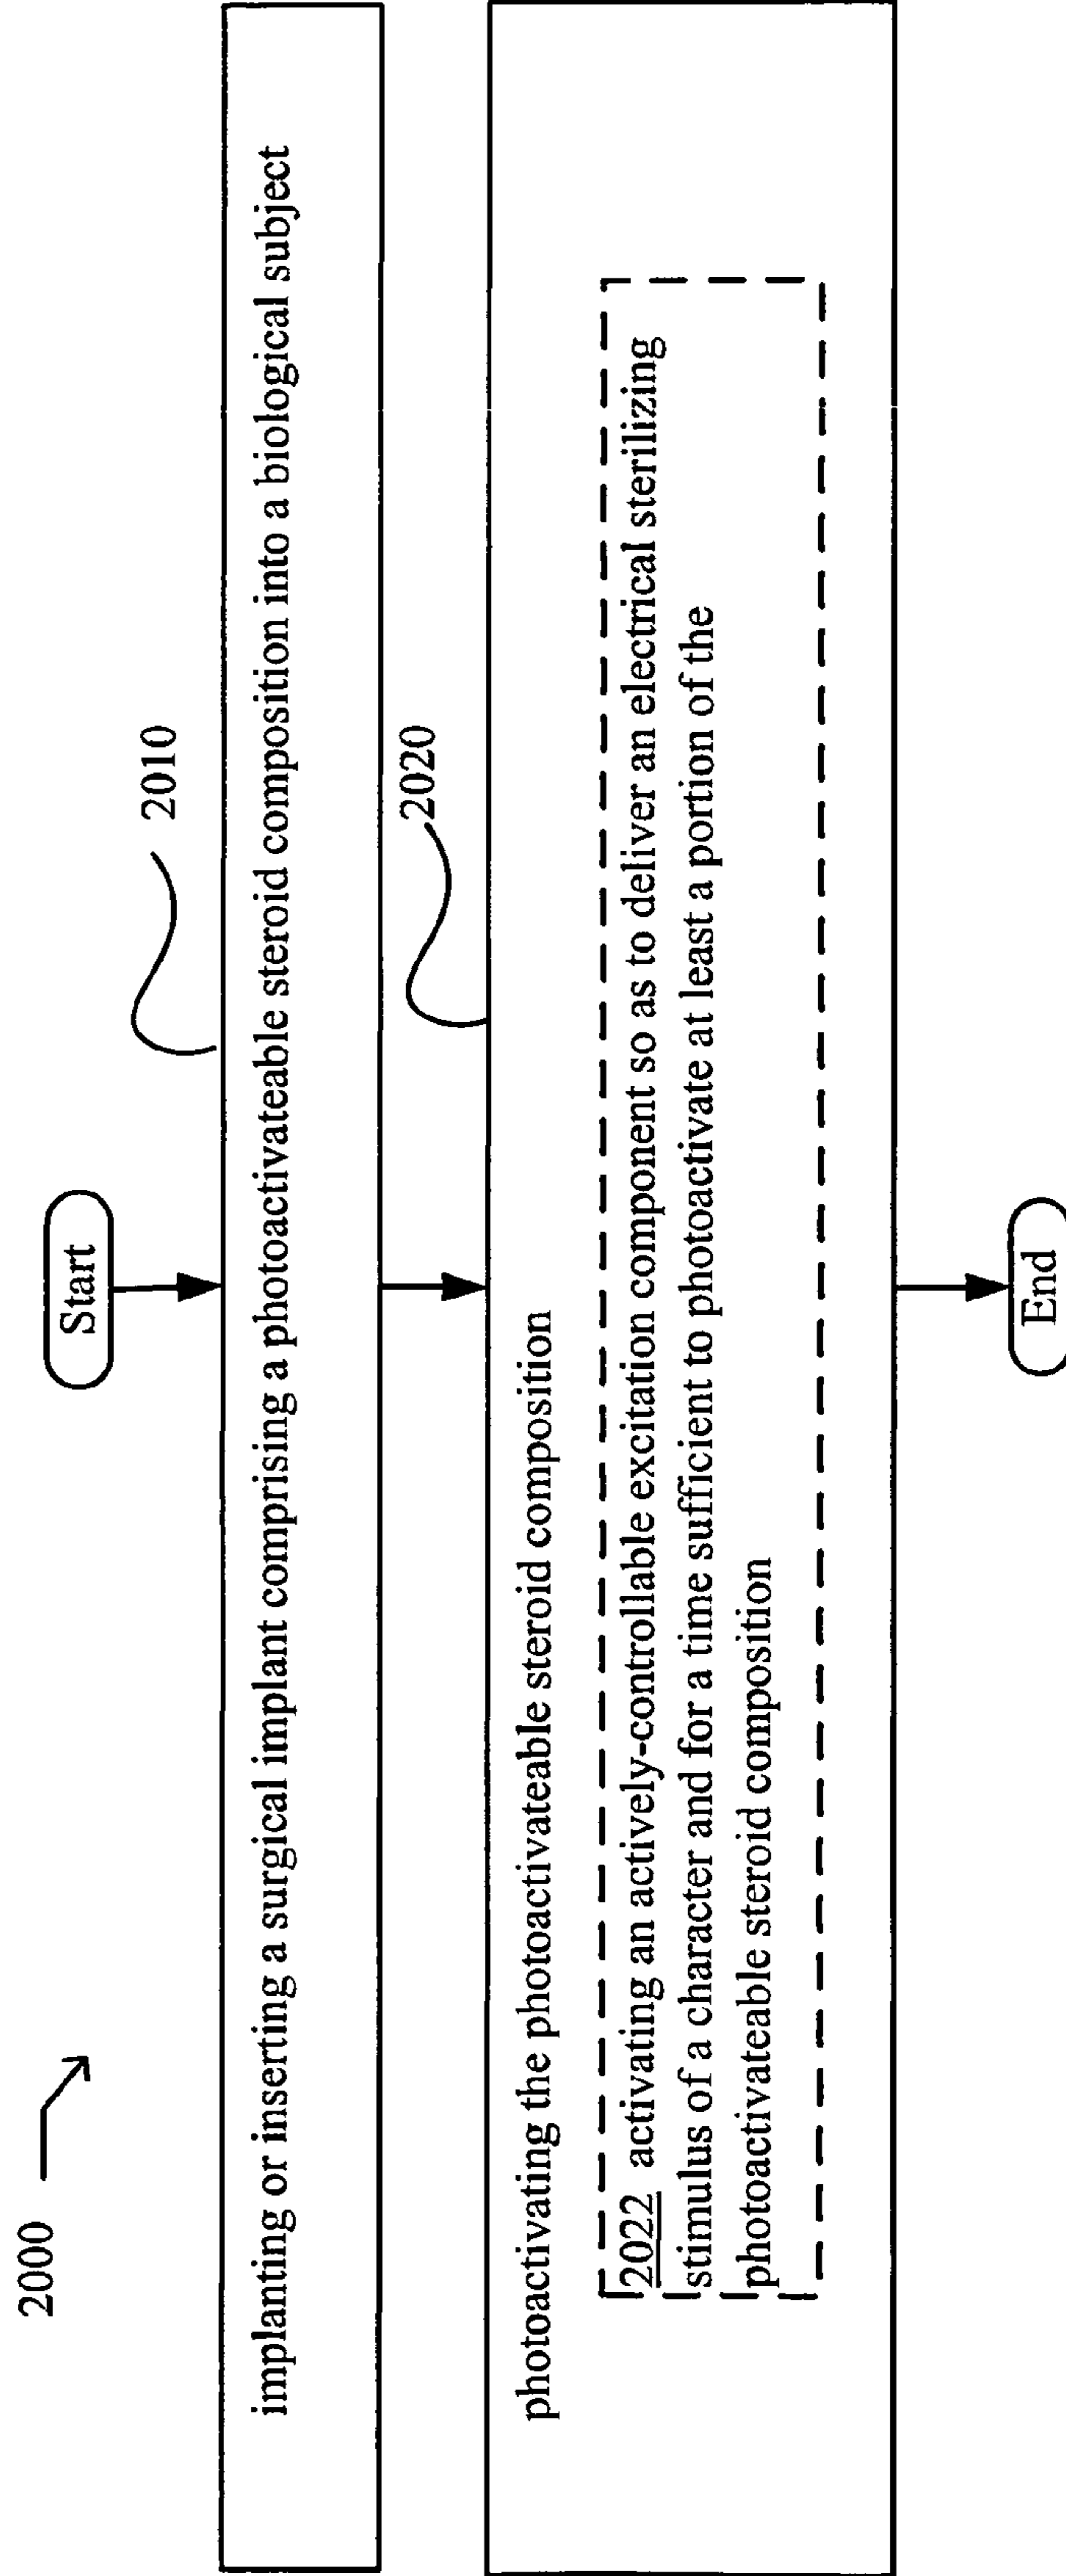 2000
Start
2010
implanting or inserting a surgical implant comprising a photoactivateable steroid composition into a biological subject
2020
photoactivating the photoactivateable steroid composition
2022 activating an actively-controllable excitation component so as to deliver an electrical sterilizing
stimulus of a character and for a time sufficient to photoactivate at least a portion of the
photoactivateable steroid composition
End